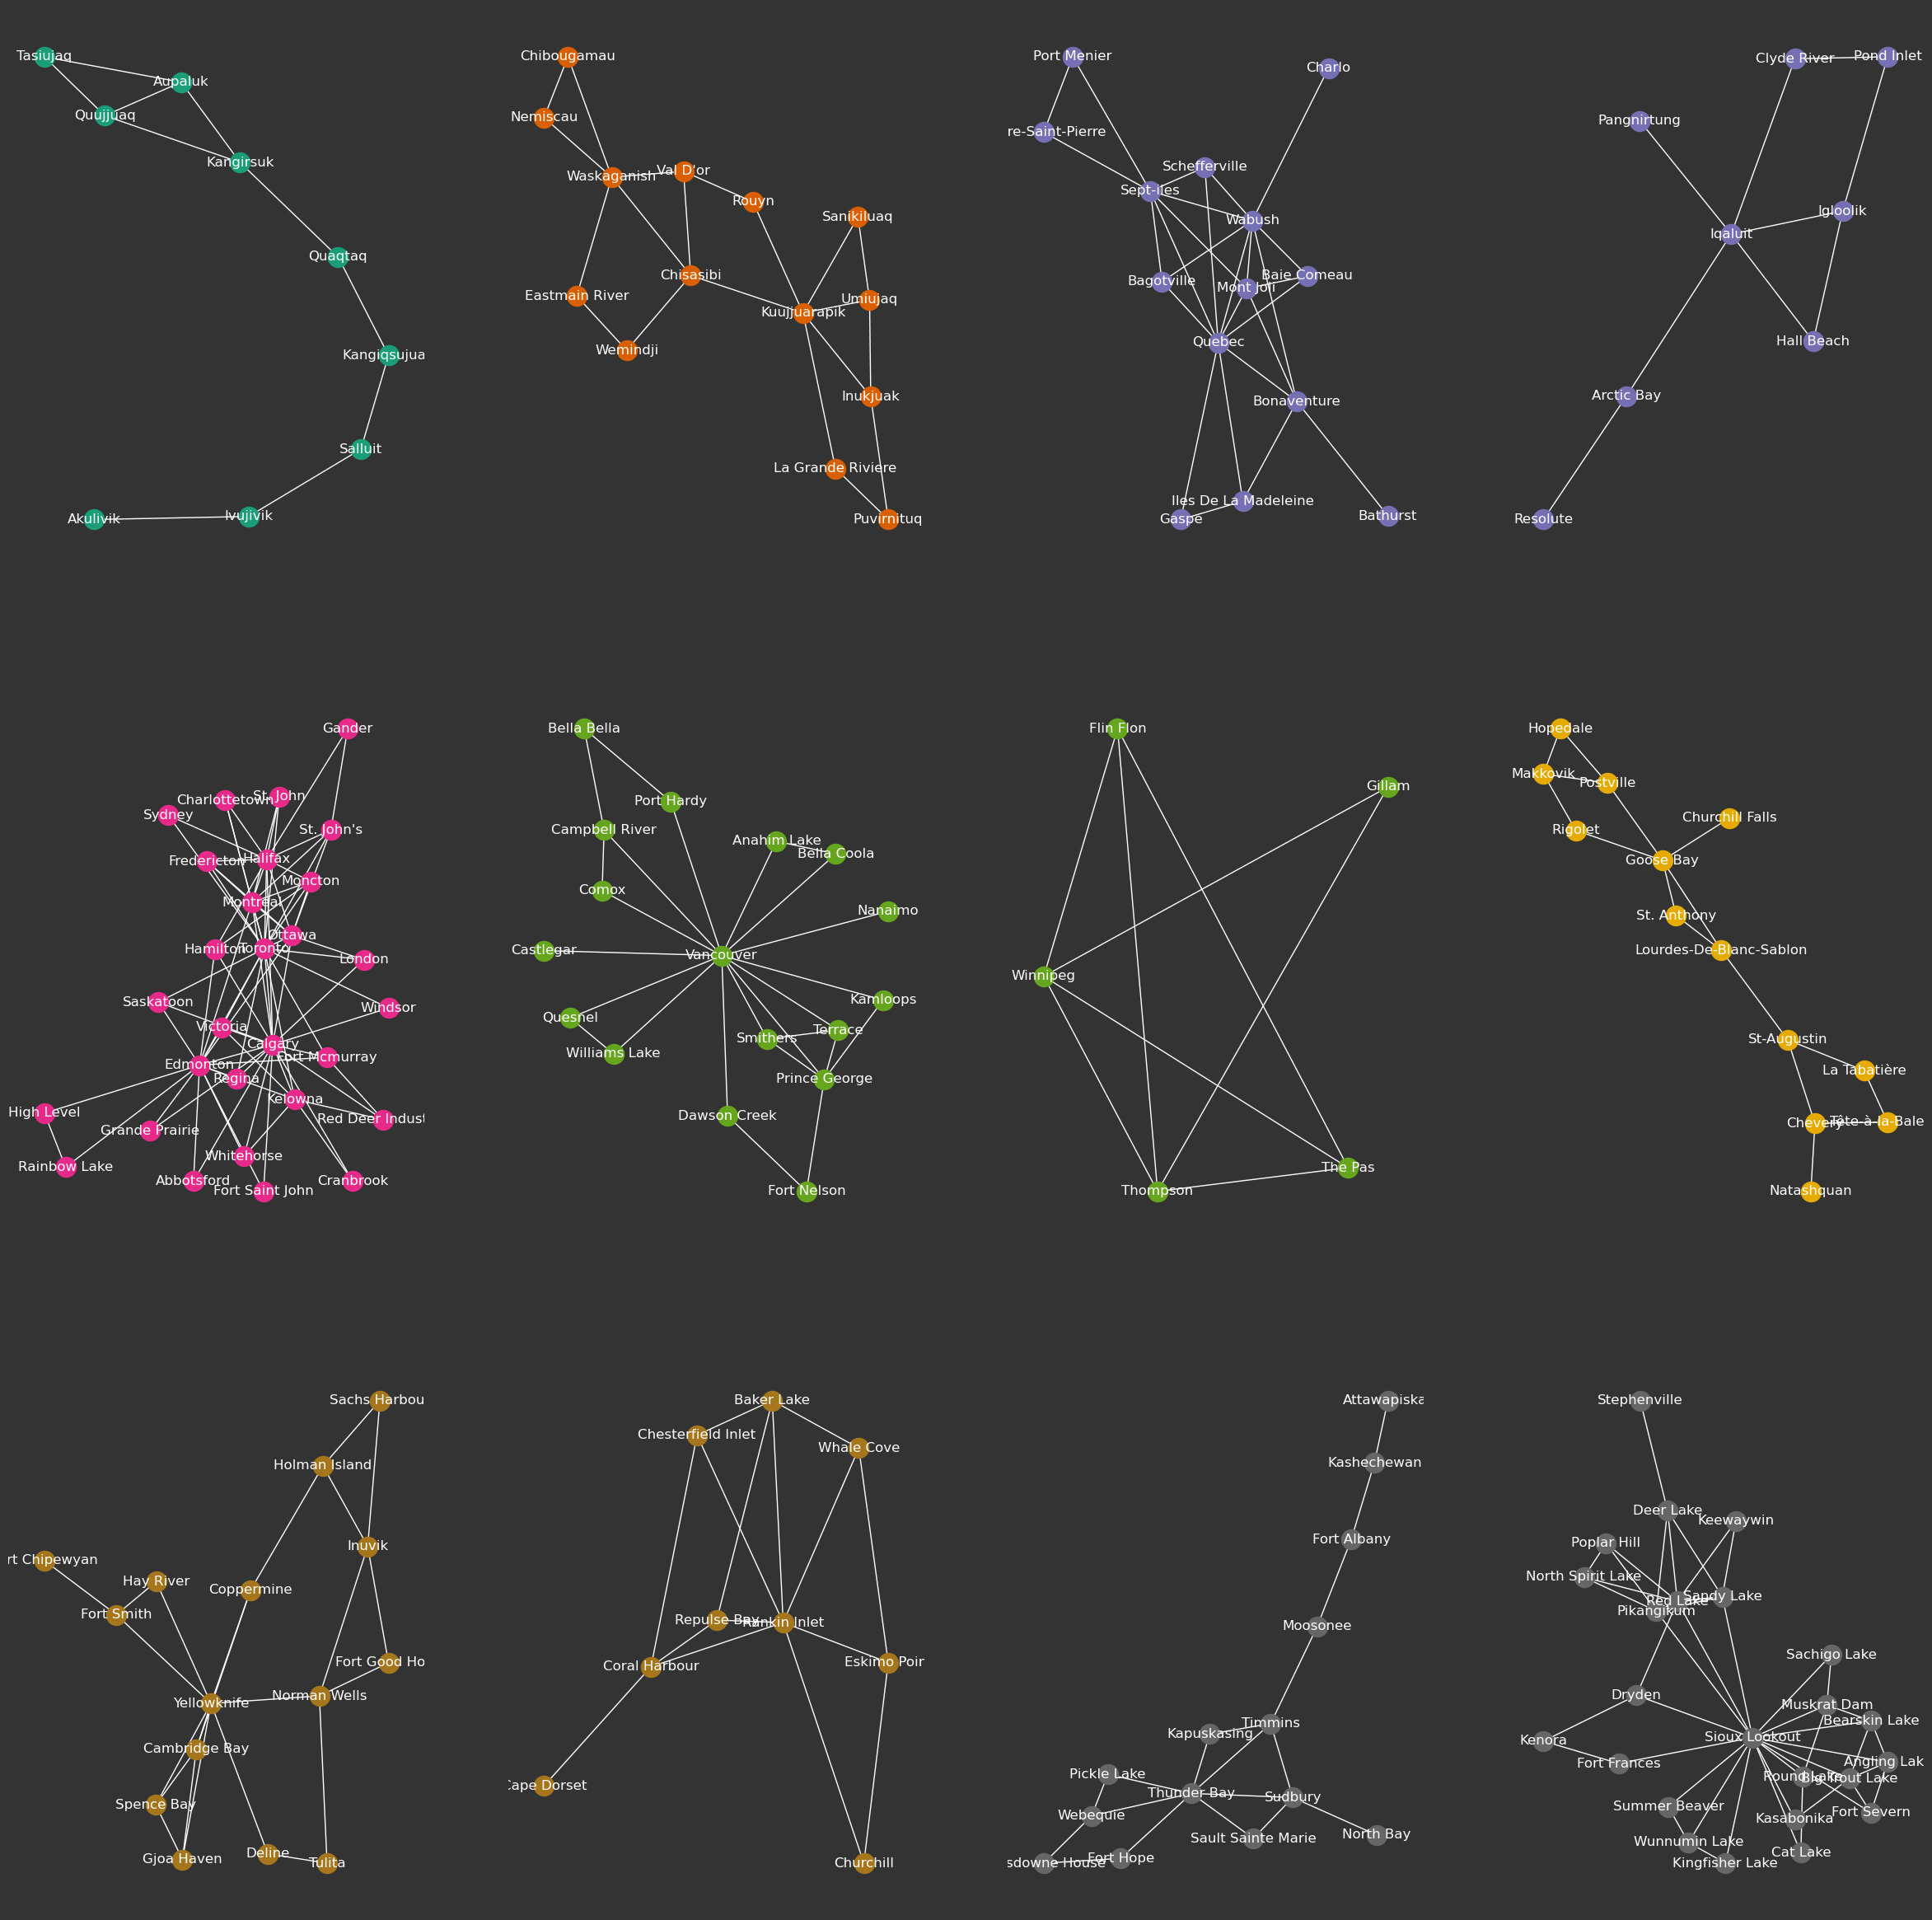 Tasiujaq
Aupaluk
Quujjuaq
Kangirsuk
Quaqtaq
Kangiqsujua
Salluit
Ivujivik
Akulivik
Chibougamau
Nemiscau
Waskaganish
Val D'or
Rouyn
Sanikiluaq
Chisasibi
Eastmain River
Umiujaq
Kuujjuarapik
Wemindji
Inukjuak
La Grande Riviere
Puvirnituq
Port Menier
Charlo
re-Saint-Pierre
Schefferville
Sept-iles
Wabush
Bagotville
Baie Comeau
Mont Joli
Quebec
Bonaventure
Iles De La Madeleine
Gaspe
Bathurst
Clyde River
Pond Inlet
Pangnirtung
Igloolik
Iqaluit
Hall Beach
Arctic Bay
Resolute
Gander
Charlottetown
St. John
Sydney
St. John's
Fredericton
Halifax
Moncton
Montreal
Ottawa
Hamilton
Toronto
London
Saskatoon
Windsor
Victoria
Calgary
Fort Mcmurray
Edmonton
Regina
Kelowna
High Level
Red Deer Indust
Grande Prairie
Whitehorse
Rainbow Lake
Abbotsford
Cranbrook
Fort Saint John
Bella Bella
Port Hardy
Campbell River
Anahim Lake
Bella Coola
Comox
Nanaimo
Castlegar
Vancouver
Kamloops
Quesnel
Smithers
Terrace
Williams Lake
Prince George
Dawson Creek
Fort Nelson
Flin Flon
Gillam
Winnipeg
The Pas
Thompson
Hopedale
Makkovik
Postville
Churchill Falls
Rigolet
Goose Bay
St. Anthony
Lourdes-De-Blanc-Sablon
St-Augustin
La Tabatière
Chevery
Tête-à-la-Bale
Natashquan
Sachs Harbou
Holman Island
Inuvik
rt Chipewyan
Hay River
Coppermine
Fort Smith
Fort Good Ho
Yellowknife
Norman Wells
Cambridge Bay
Spence Bay
Gjoa Haven
Deline
Tulita
Baker Lake
Chesterfield Inlet
Whale Cove
Repulse Bay
Rankin Inlet
Coral Harbour
Eskimo Poir
Cape Dorset
Churchill
Attawapiska
Kashechewan
Fort Albany
Moosonee
Timmins
Kapuskasing
Pickle Lake
Thunder Bay
Sudbury
Webequie
Sault Sainte Marie
North Bay
sdowne House
Fort Hope
Stephenville
Deer Lake
Keewaywin
Poplar Hill
North Spirit Lake
Sandy Lake
Red Lake
Pikangikum
Sachigo Lake
Dryden
Muskrat Dam
Bearskin Lake
Kenora
Sioux Lookout
Fort Frances
Angling Lak
Round Lake
Big Trout Lake
Summer Beaver
Kasabonika
Fort Severn
Wunnumin Lake
Cat Lake
Kingfisher Lake